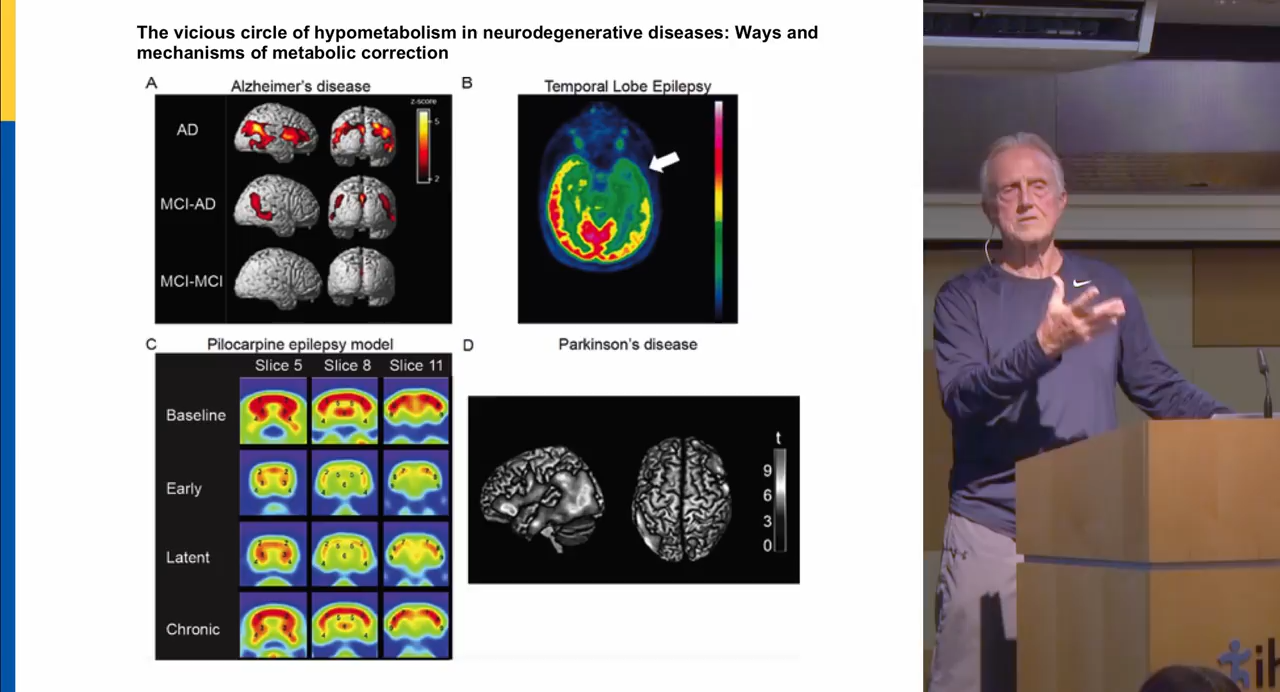 The vicious circle of hypometabolism in neurodegenerative diseases: Ways and
mechanisms of metabolic correction
A
Alzheimer's disease
z-score
5
2
AD
MCI-AD
MCI-MCI
B
Temporal Lobe Epilepsy
C
Pilocarpine epilepsy model
Slice 5 Slice 8 Slice 11
Baseline
Early
Latent
Chronic
D
Parkinson's disease
t
9
6
3
0
ih